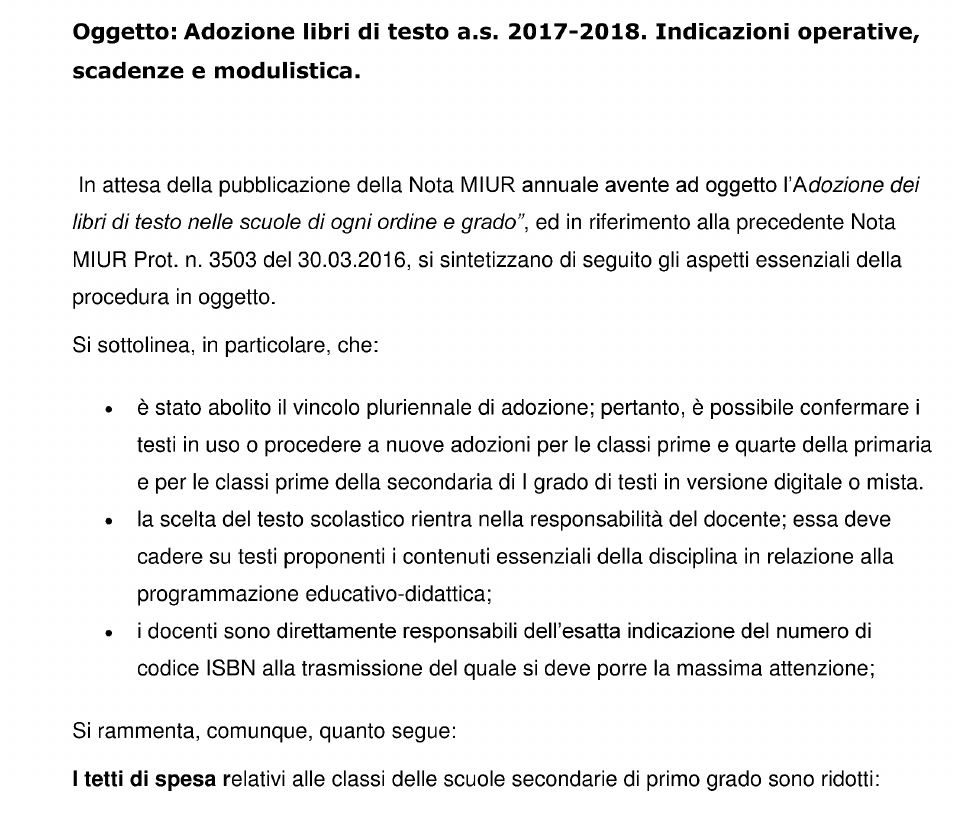 Oggetto: Adozione libri di testo a.s. 2017-2018. Indicazioni operative,
scadenze e modulistica.
In attesa della pubblicazione della Nota MIUR annuale avente ad oggetto l'Adozione dei
libri di testo nelle scuole di ogni ordine e grado", ed in riferimento alla precedente Nota
MIUR Prot. n. 3503 del 30.03.2016, si sintetizzano di seguito gli aspetti essenziali della
procedura in oggetto.
Si sottolinea, in particolare, che:
• è stato abolito il vincolo pluriennale di adozione; pertanto, è possibile confermare i
testi in uso o procedere a nuove adozioni per le classi prime e quarte della primaria
e per le classi prime della secondaria di I grado di testi in versione digitale o mista.
• la scelta del testo scolastico rientra nella responsabilità del docente; essa deve
cadere su testi proponenti i contenuti essenziali della disciplina in relazione alla
programmazione educativo-didattica;
• i docenti sono direttamente responsabili dell'esatta indicazione del numero di
codice ISBN alla trasmissione del quale si deve porre la massima attenzione;
Si rammenta, comunque, quanto segue:
I tetti di spesa relativi alle classi delle scuole secondarie di primo grado sono ridotti: